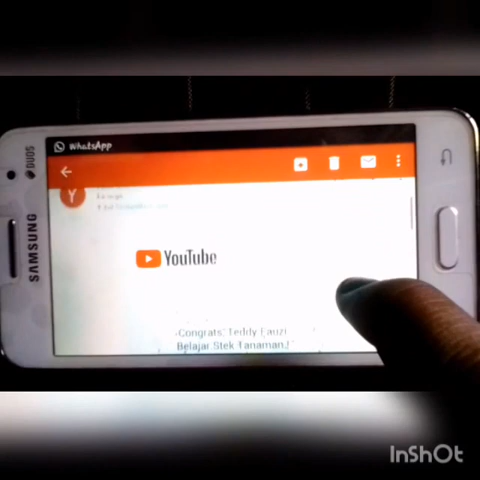 WhatsApp
Y
YouTube
Congrats Teddy Fauzi
Belajar Stek Tanaman
SAMSUNG
DUOS
InShOt